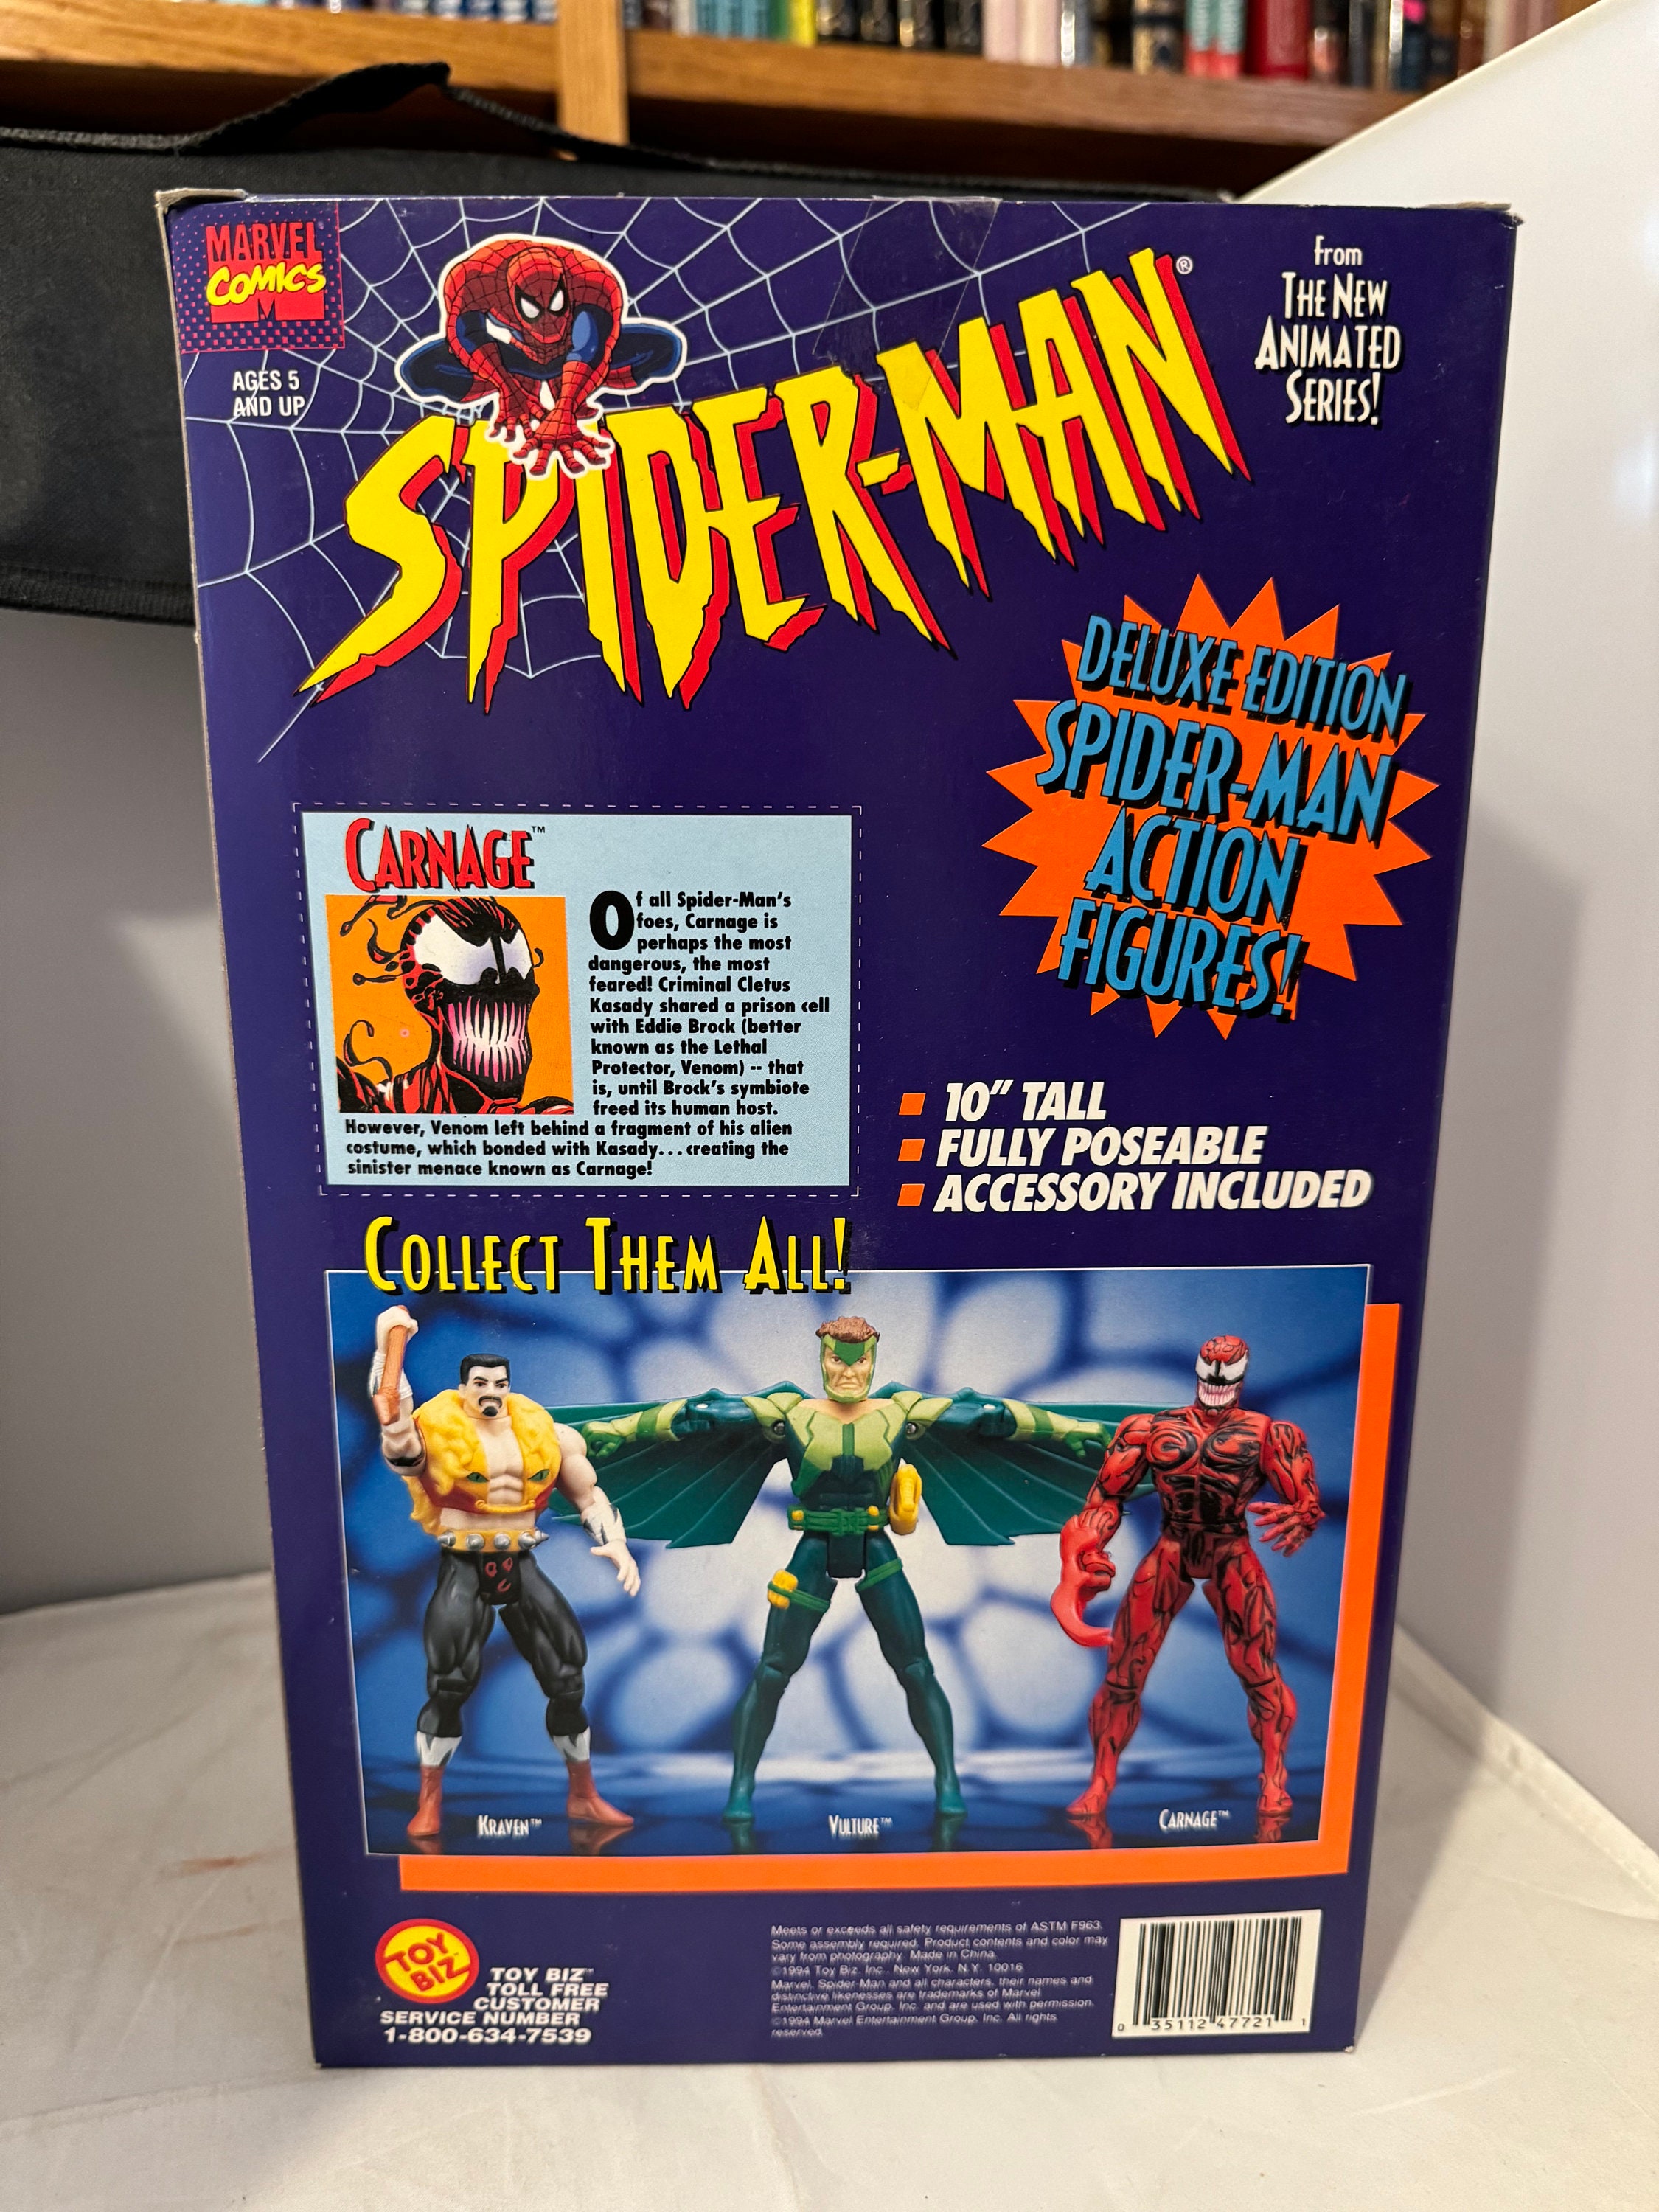 MARVEL
COMICS
M
AGES 5
AND UP
SPIDER-MAN®
from
THE NEW
ANIMATED
SERIES!
DELUXE EDITION
SPIDER-MAN
ACTION
FIGURES!
CARNAGE™
Of all Spider-Man's
foes, Carnage is
perhaps the most
dangerous, the most
feared! Criminal Cletus
Kasady shared a prison cell
with Eddie Brock (better
known as the Lethal
Protector, Venom) -- that
is, until Brock's symbiote
freed its human host.
However, Venom left behind a fragment of his alien
costume, which bonded with Kasady...creating the
sinister menace known as Carnage!
10" TALL
FULLY POSEABLE
ACCESSORY INCLUDED
COLLECT THEM ALL!
KRAVEN™
VULTURE™
CARNAGE™
TOY
BIZ
TOY BIZ™
TOLL FREE
CUSTOMER
SERVICE NUMBER
1-800-634-7539
Meets or exceeds all safety requirements of ASTM F963.
Some assembly required. Product contents and color may
vary from photography. Made in China.
©1994 Toy Biz, Inc., New York, N.Y. 10016
Marvel, Spider-Man and all characters, their names and
distinctive likenesses are trademarks of Marvel
Entertainment Group, Inc. and are used with permission.
©1994 Marvel Entertainment Group, Inc. All rights
reserved.
0 35112 47721 1